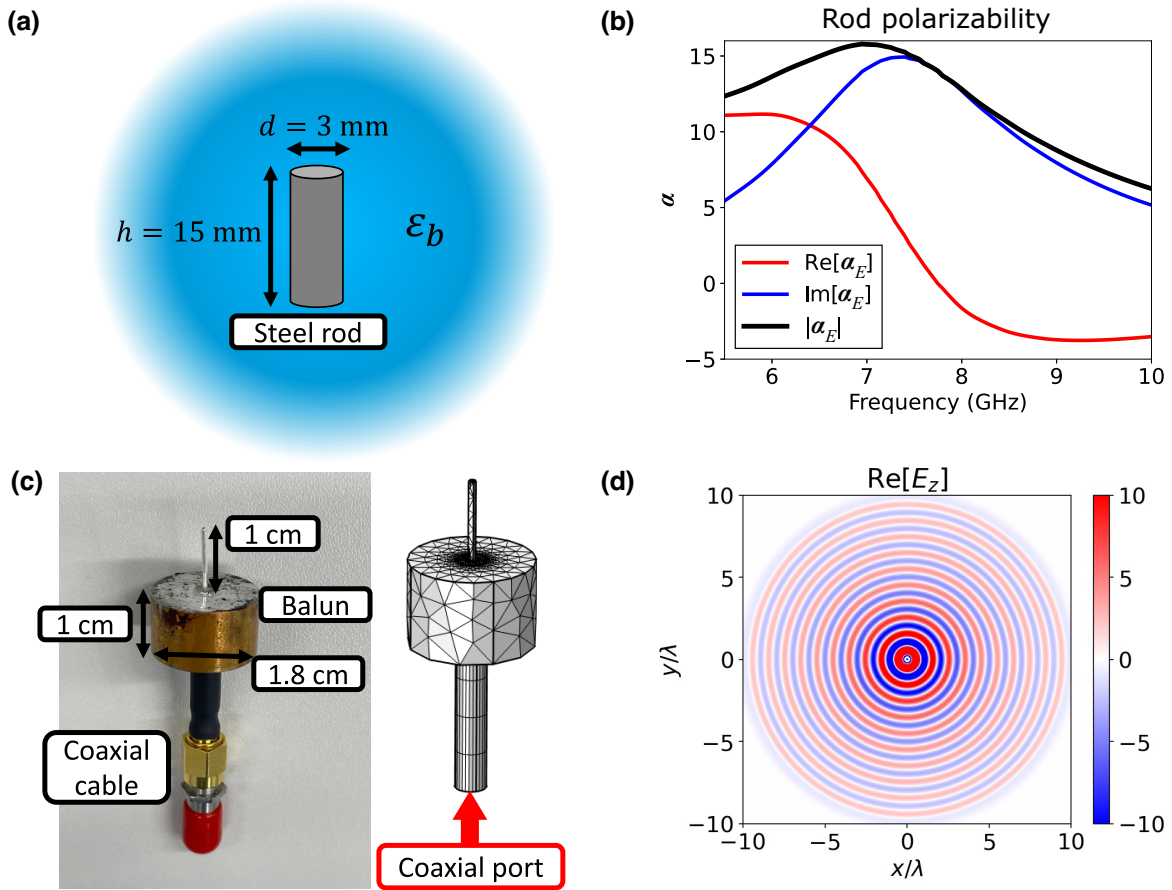 (a)
d = 3 mm
h = 15 mm
ε_b
Steel rod
(b)
Rod polarizability
15
10
5
0
−5
α
Re[α_E]
Im[α_E]
|α_E|
6
7
8
9
10
Frequency (GHz)
(c)
1 cm
Balun
1 cm
1.8 cm
Coaxial
cable
Coaxial port
(d)
Re[E_z]
10
5
0
−5
−10
y/λ
−10
−5
0
5
10
x/λ
10
5
0
−5
−10